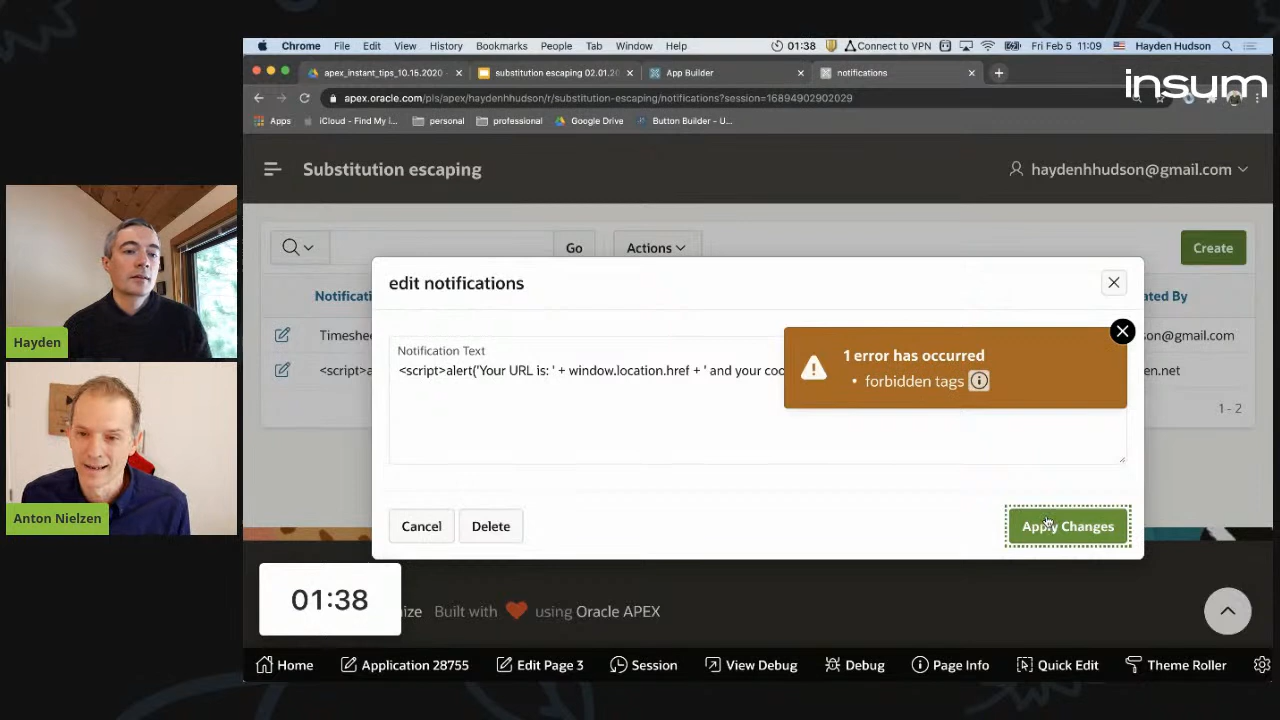 Chrome File Edit View History Bookmarks People Tab Window Help 01:38 Connect to VPN Fri Feb 5 11:09 Hayden Hudson
apex_instant_tips_10.16.2020 substitution escaping 02.01.20 App Builder notifications
insum
apex.oracle.com/pls/apex/haydenhhudson/r/substitution-escaping/notifications?session=16894902902029
Apps iCloud - Find My I... personal professional Google Drive Button Builder - U...
Substitution escaping
haydenhhudson@gmail.com
Go
Actions
Create
edit notifications
Notificati
ated By
Timeshee
son@gmail.com
<script>a
en.net
1 - 2
Notification Text
<script>alert('Your URL is: ' + window.location.href + ' and your coo
1 error has occurred
forbidden tags
Cancel
Delete
Apply Changes
Hayden
Anton Nielzen
01:38
ize Built with using Oracle APEX
Home Application 28755 Edit Page 3 Session View Debug Debug Page Info Quick Edit Theme Roller